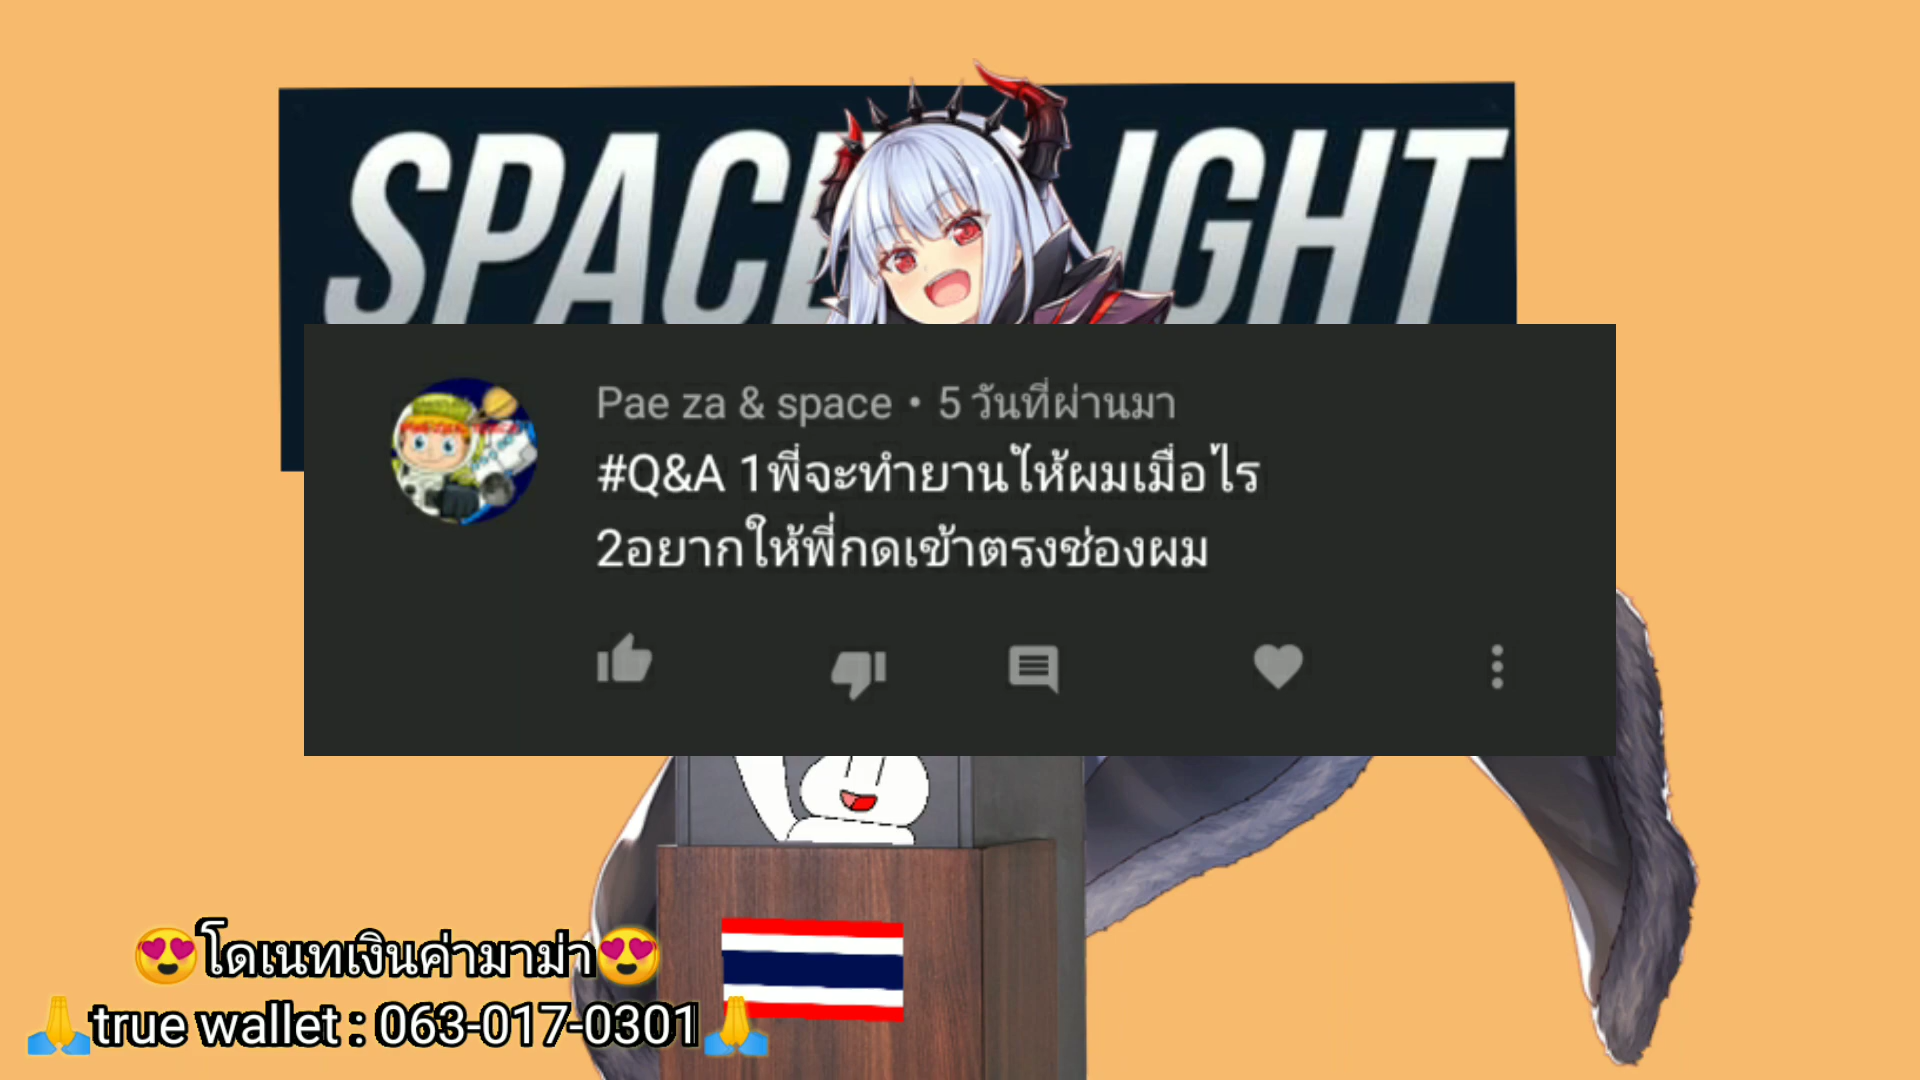 SPACE IGHT
Pae za & space • 5 วันที่ผ่านมา
#Q&A 1พี่จะทำยานให้ผมเมื่อไร
2อยากให้พี่กดเข้าตรงช่องผม
😍โดเนทเงินค่ามาม่า😍
🙏true wallet : 063-017-0301🙏